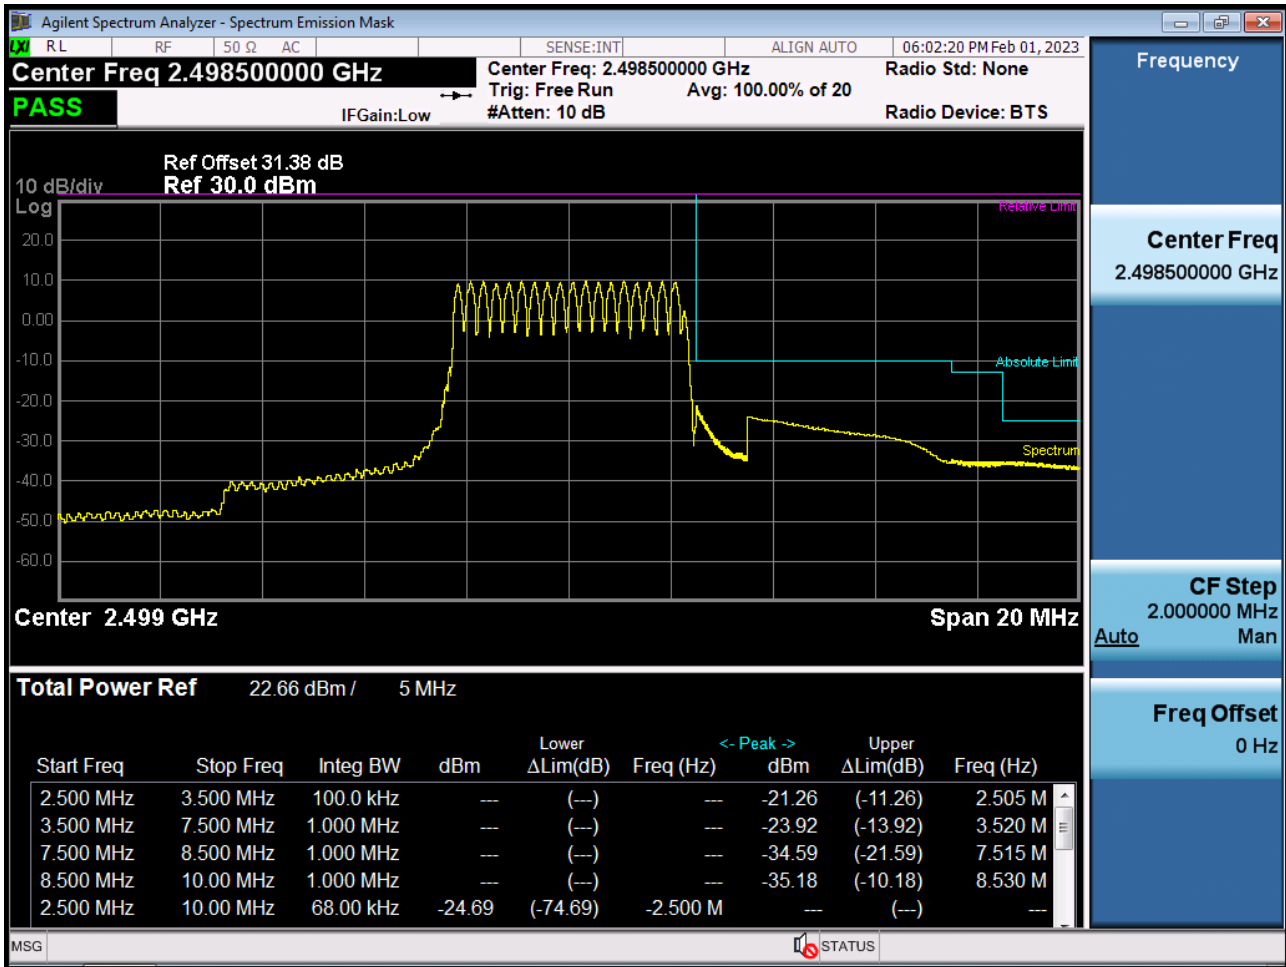 Agilent Spectrum Analyzer - Spectrum Emission Mask
LXI RL RF 50 Ω AC SENSE:INT ALIGN AUTO 06:02:20 PM Feb 01, 2023
Center Freq 2.498500000 GHz
Center Freq: 2.498500000 GHz
Radio Std: None
Trig: Free Run
Avg: 100.00% of 20
PASS
IFGain:Low
#Atten: 10 dB
Radio Device: BTS
Ref Offset 31.38 dB
10 dB/div
Ref 30.0 dBm
Log
Relative Limit
20.0
10.0
0.00
-10.0
Absolute Limit
-20.0
-30.0
Spectrum
-40.0
-50.0
-60.0
Center 2.499 GHz
Span 20 MHz
Total Power Ref 22.66 dBm / 5 MHz
Lower <- Peak -> Upper
Start Freq Stop Freq Integ BW dBm ΔLim(dB) Freq (Hz) dBm ΔLim(dB) Freq (Hz)
2.500 MHz 3.500 MHz 100.0 kHz --- (---) --- -21.26 (-11.26) 2.505 M
3.500 MHz 7.500 MHz 1.000 MHz --- (---) --- -23.92 (-13.92) 3.520 M
7.500 MHz 8.500 MHz 1.000 MHz --- (---) --- -34.59 (-21.59) 7.515 M
8.500 MHz 10.00 MHz 1.000 MHz --- (---) --- -35.18 (-10.18) 8.530 M
2.500 MHz 10.00 MHz 68.00 kHz -24.69 (-74.69) -2.500 M --- (---) ---
MSG
STATUS
Frequency
Center Freq
2.498500000 GHz
CF Step
2.000000 MHz
Auto Man
Freq Offset
0 Hz